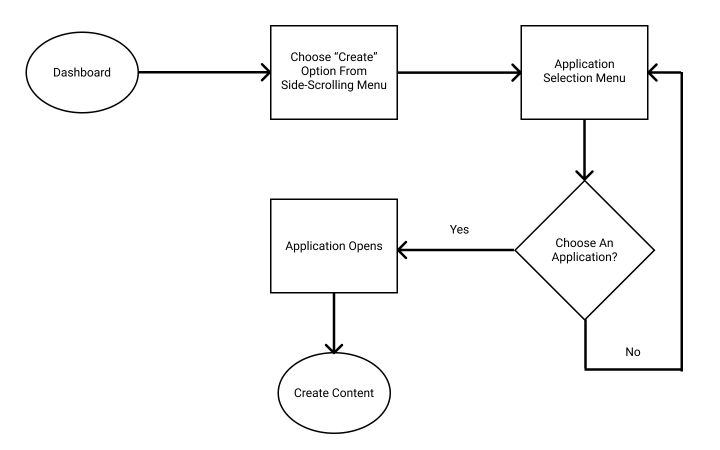 Dashboard
Choose “Create”
Option From
Side-Scrolling Menu
Application
Selection Menu
Choose An
Application?
Yes
No
Application Opens
Create Content